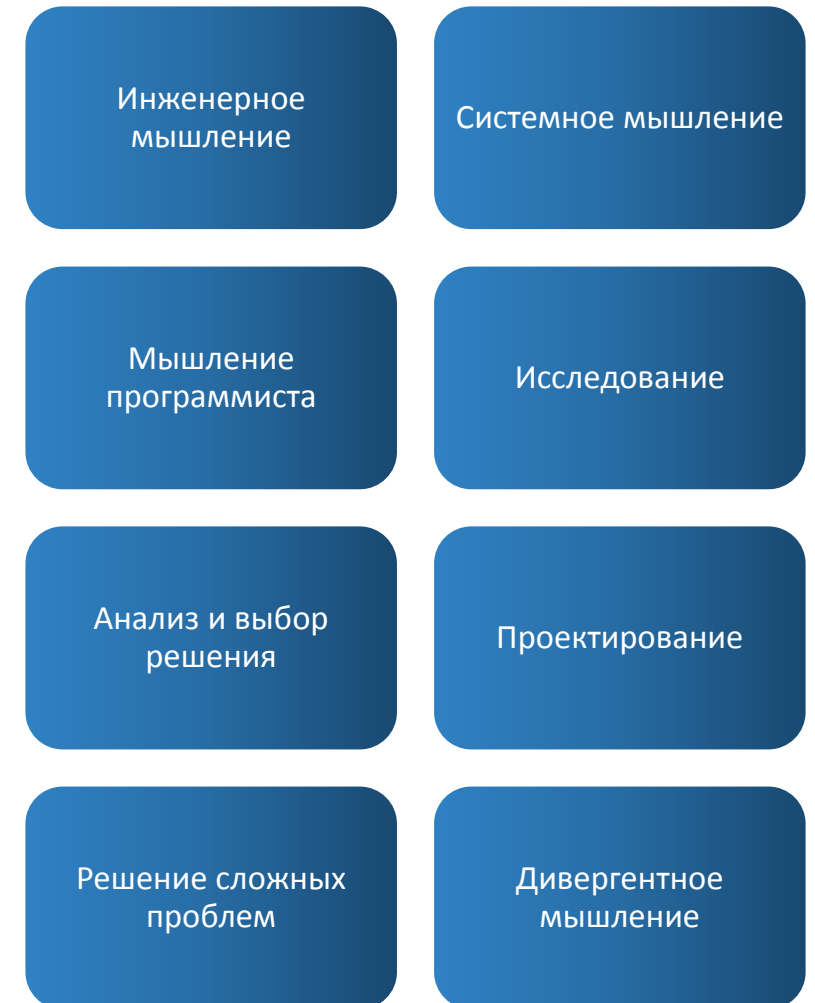 Инженерное
мышление
Системное мышление
Мышление
программиста
Исследование
Анализ и выбор
решения
Проектирование
Решение сложных
проблем
Дивергентное
мышление